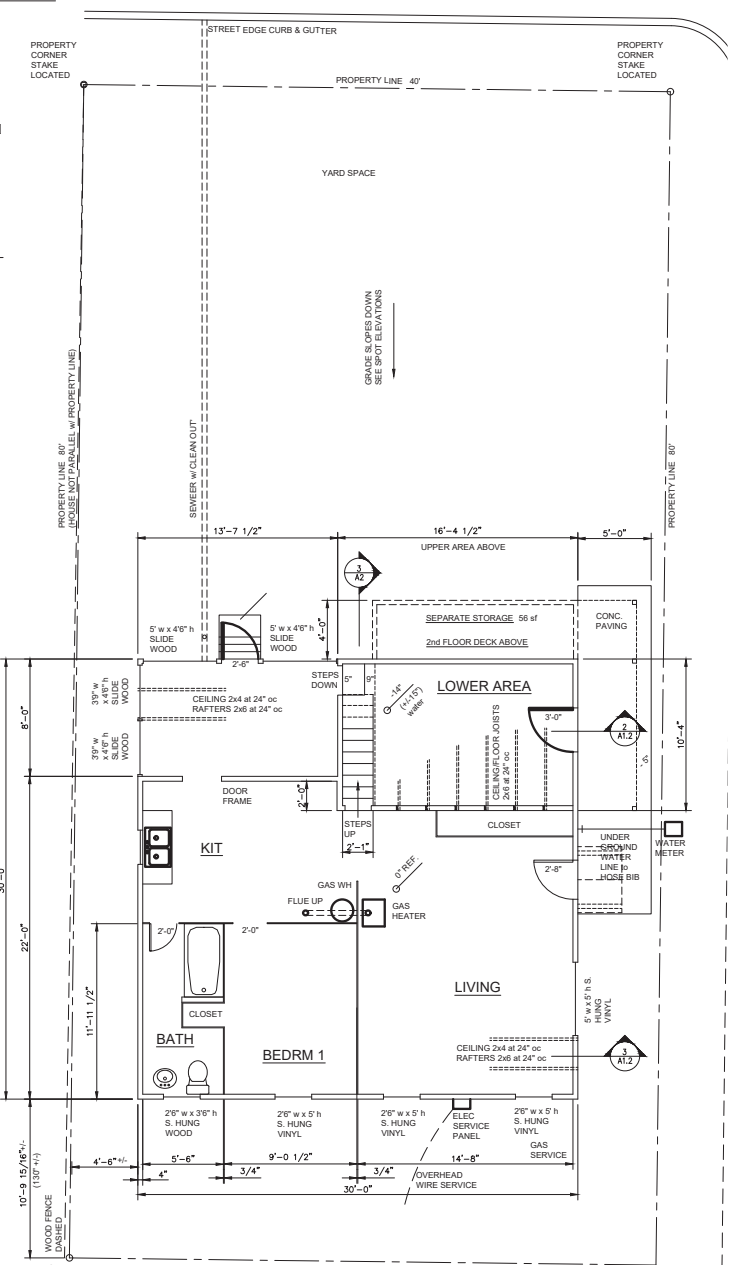 STREET EDGE CURB & GUTTER
PROPERTY
CORNER
STAKE
LOCATED
PROPERTY
CORNER
STAKE
LOCATED
PROPERTY LINE 40'
YARD SPACE
GRADE SLOPES DOWN
SEE SPOT ELEVATIONS
PROPERTY LINE 80'
(HOUSE NOT PARALLEL w/ PROPERTY LINE)
SEWEER w/ CLEAN OUT
PROPERTY LINE 80'
13'-7 1/2"
16'-4 1/2"
5'-0"
UPPER AREA ABOVE
3
A2
5' w x 4'6" h
SLIDE
WOOD
5' w x 4'6" h
SLIDE
WOOD
2'-6"
4'-0"
SEPARATE STORAGE 56 sf
2nd FLOOR DECK ABOVE
CONC.
PAVING
STEPS
DOWN
5"
9"
-14"
(+/-15")
water
LOWER AREA
3'-0"
2
A1.2
10'-4"
8'-0"
3'9" w
x 4'6" h
SLIDE
WOOD
3'9" w
x 4'6" h
SLIDE
WOOD
CEILING 2x4 at 24" oc
RAFTERS 2x6 at 24" oc
CEILING/FLOOR JOISTS
2x6 at 24" oc
DOOR
FRAME
2'-0"
STEPS
UP
2'-1"
CLOSET
UNDER
GROUND
WATER
LINE to
HOSE BIB
WATER
METER
KIT
0" REF.
2'-8"
GAS WH
FLUE UP
GAS
HEATER
30'-0"
22'-0"
11'-11 1/2"
2'-0"
2'-0"
LIVING
5' w x 5' h S.
HUNG
VINYL
CLOSET
BATH
BEDRM 1
CEILING 2x4 at 24" oc
RAFTERS 2x6 at 24" oc
3
A1.2
2'6" w x 3'6" h
S. HUNG
WOOD
2'6" w x 5' h
S. HUNG
VINYL
2'6" w x 5' h
S. HUNG
VINYL
ELEC
SERVICE
PANEL
2'6" w x 5' h
S. HUNG
VINYL
GAS
SERVICE
10'-9 15/16"+/-
(130" +/-)
4'-6"+/-
4"
5'-6"
3/4"
9'-0 1/2"
3/4"
14'-8"
OVERHEAD
WIRE SERVICE
30'-0"
WOOD FENCE
DASHED